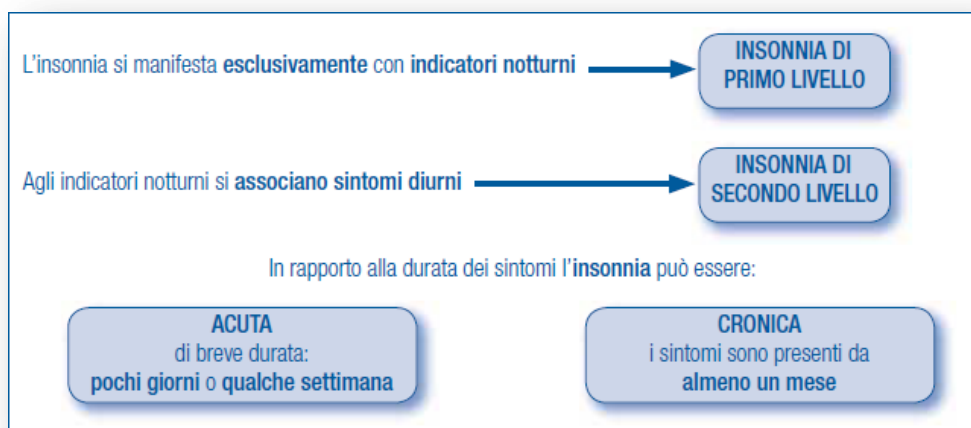 L'insonnia si manifesta esclusivamente con indicatori notturni
INSONNIA DI
PRIMO LIVELLO
Agli indicatori notturni si associano sintomi diurni
INSONNIA DI
SECONDO LIVELLO
In rapporto alla durata dei sintomi l'insonnia può essere:
ACUTA
di breve durata:
pochi giorni o qualche settimana
CRONICA
i sintomi sono presenti da
almeno un mese